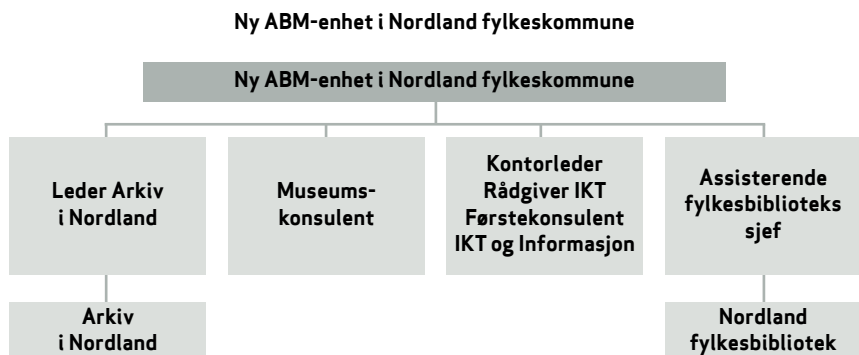 Ny ABM-enhet i Nordland fylkeskommune
Ny ABM-enhet i Nordland fylkeskommune
Leder Arkiv
i Nordland
Museums-
konsulent
Kontorleder
Rådgiver IKT
Førstekonsulent
IKT og Informasjon
Assisterende
fylkesbiblioteks
sjef
Arkiv
i Nordland
Nordland
fylkesbibliotek